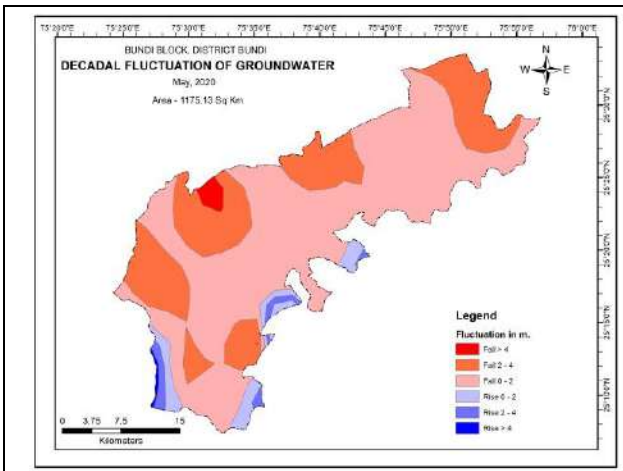 75°20'0"E 75°25'0"E 75°30'0"E 75°35'0"E 75°40'0"E 75°45'0"E 75°50'0"E 75°55'0"E 76°0'0"E
BUNDI BLOCK, DISTRICT BUNDI
DECADAL FLUCTUATION OF GROUNDWATER
May, 2020
Area - 1175.13 Sq Km
N
W E
S
25°25'0"N
25°20'0"N
25°15'0"N
25°10'0"N
Legend
Fluctuation in m.
Fall > 4
Fall 2 - 4
Fall 0 - 2
Rise 0 - 2
Rise 2 - 4
Rise > 4
0 3.75 7.5 15
Kilometers